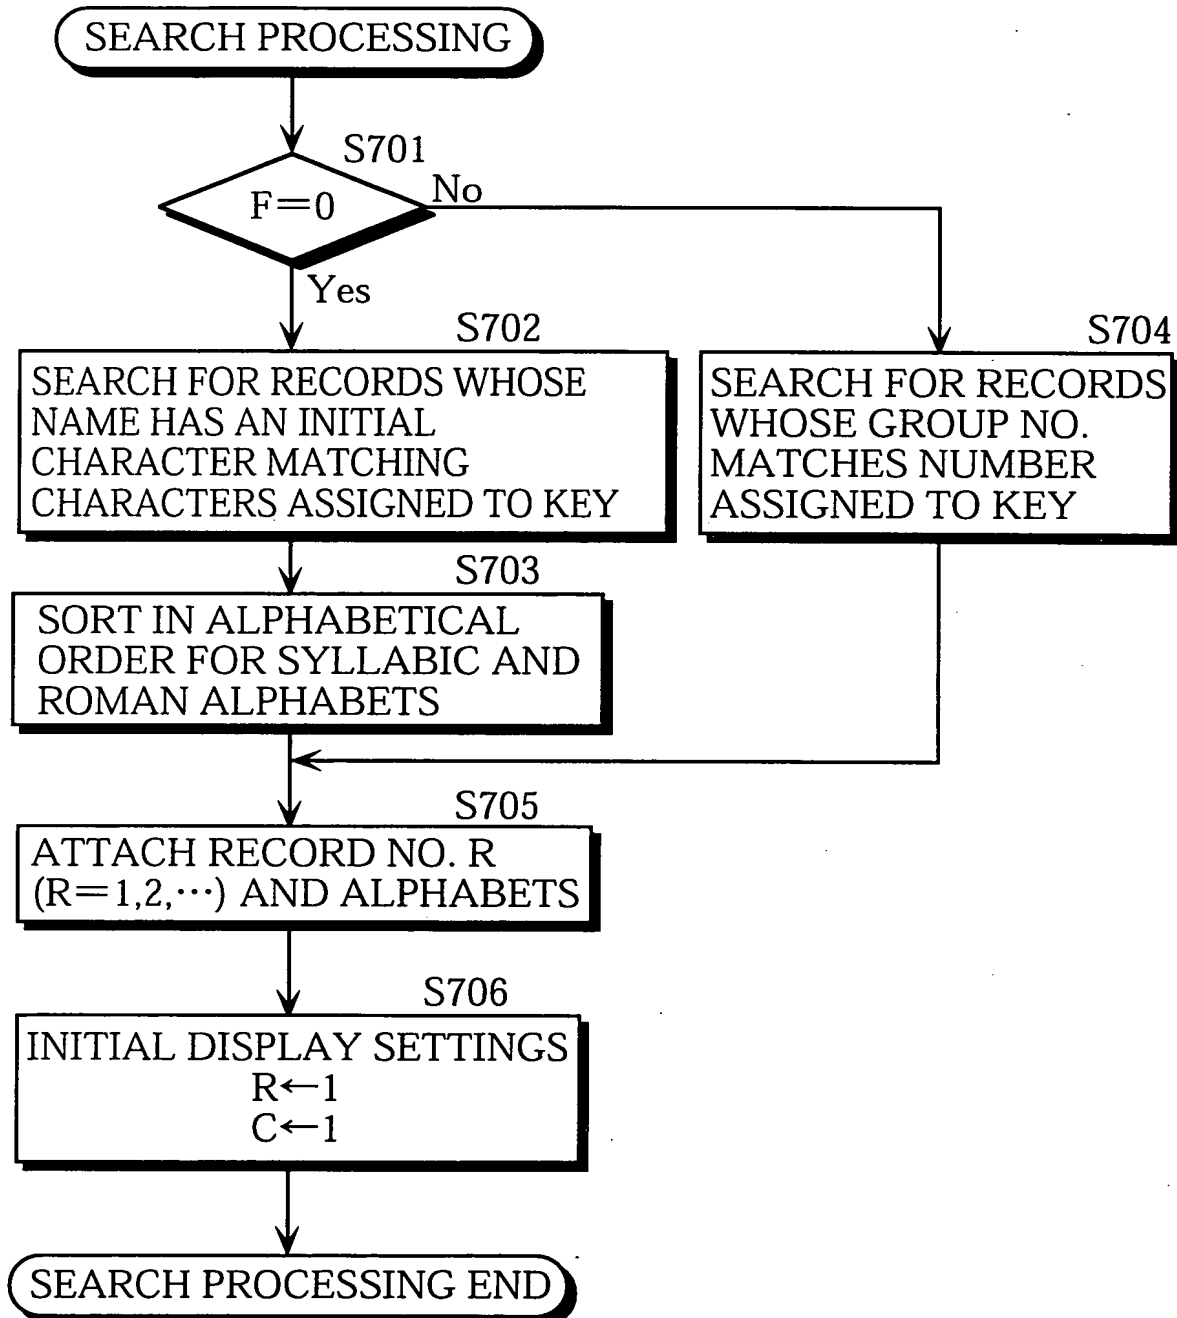 SEARCH PROCESSING
S701
F=0
No
Yes
S702
SEARCH FOR RECORDS WHOSE
NAME HAS AN INITIAL
CHARACTER MATCHING
CHARACTERS ASSIGNED TO KEY
S704
SEARCH FOR RECORDS
WHOSE GROUP NO.
MATCHES NUMBER
ASSIGNED TO KEY
S703
SORT IN ALPHABETICAL
ORDER FOR SYLLABIC AND
ROMAN ALPHABETS
S705
ATTACH RECORD NO. R
(R=1,2,⋯) AND ALPHABETS
S706
INITIAL DISPLAY SETTINGS
R←1
C←1
SEARCH PROCESSING END